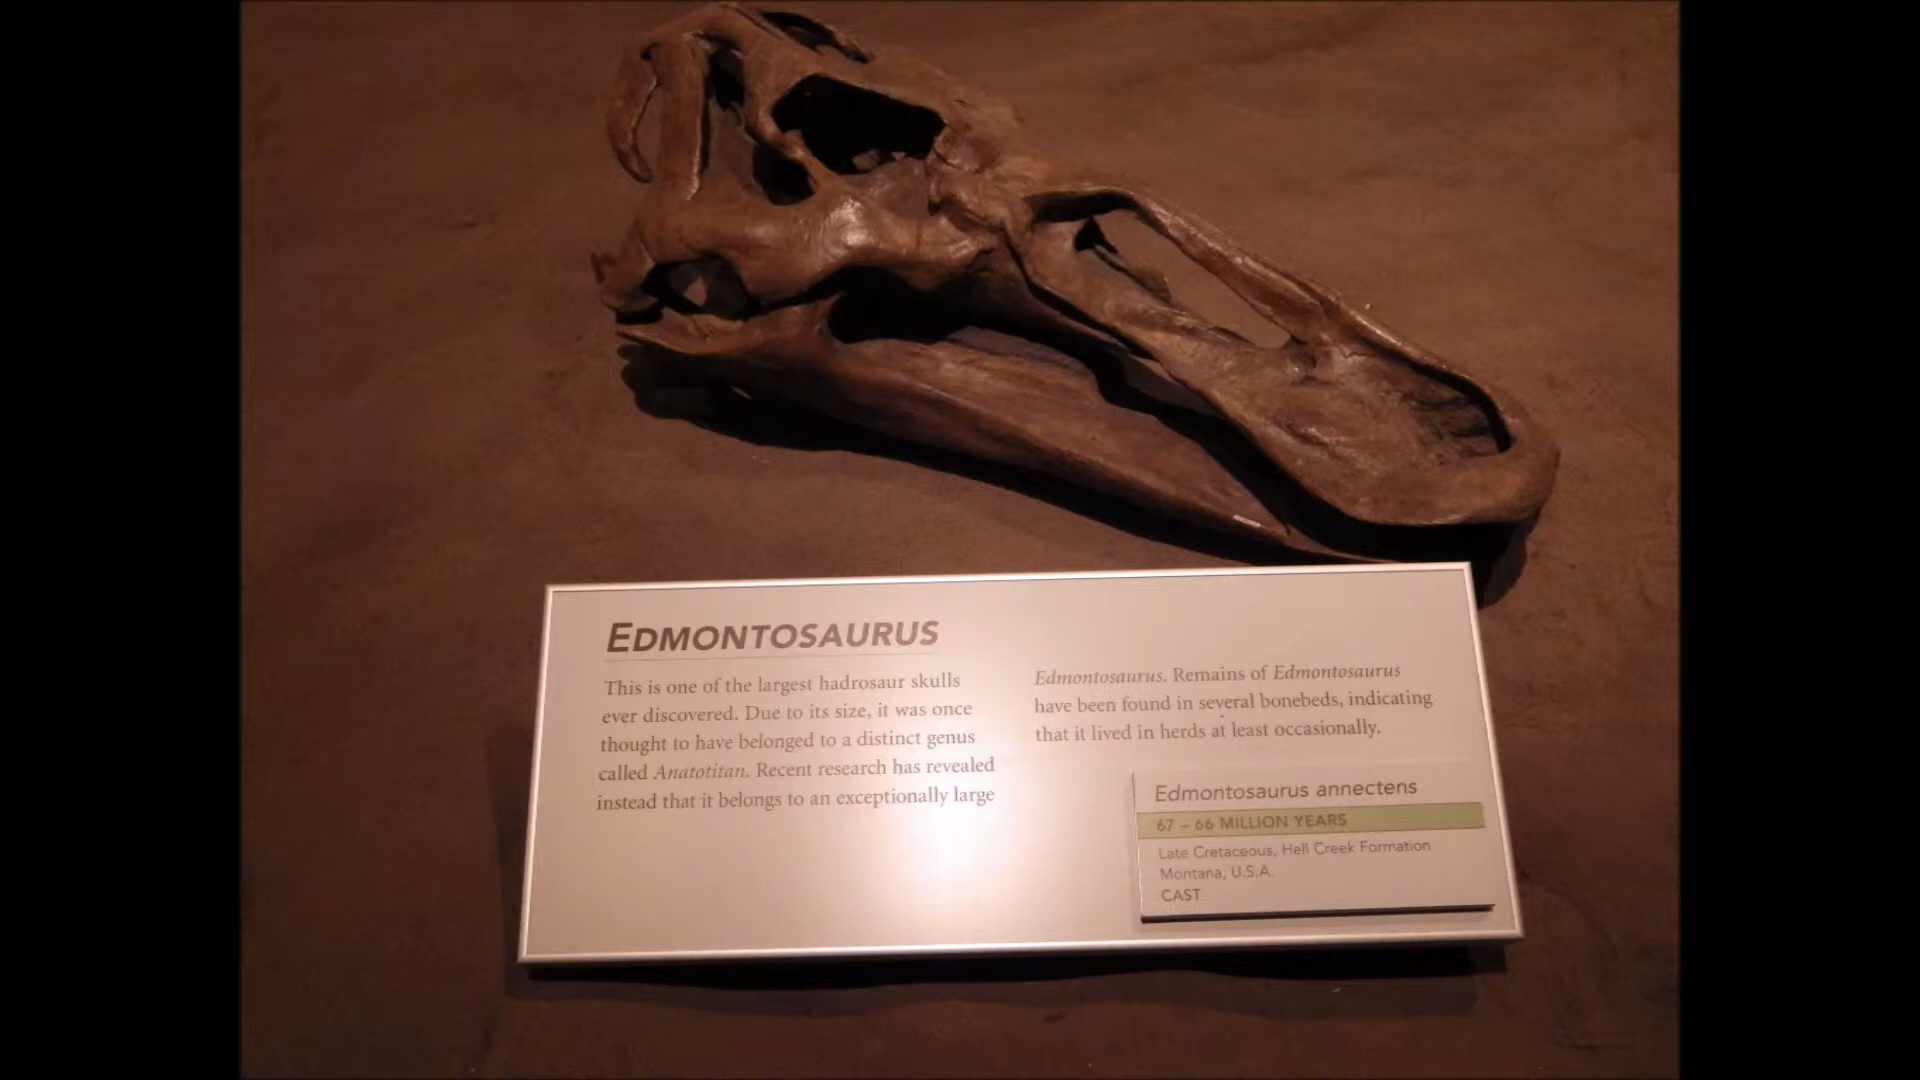 EDMONTOSAURUS
This is one of the largest hadrosaur skulls
ever discovered. Due to its size, it was once
thought to have belonged to a distinct genus
called Anatotitan. Recent research has revealed
instead that it belongs to an exceptionally large
Edmontosaurus. Remains of Edmontosaurus
have been found in several bonebeds, indicating
that it lived in herds at least occasionally.
Edmontosaurus annectens
67 – 66 MILLION YEARS
Late Cretaceous, Hell Creek Formation
Montana, U.S.A.
CAST